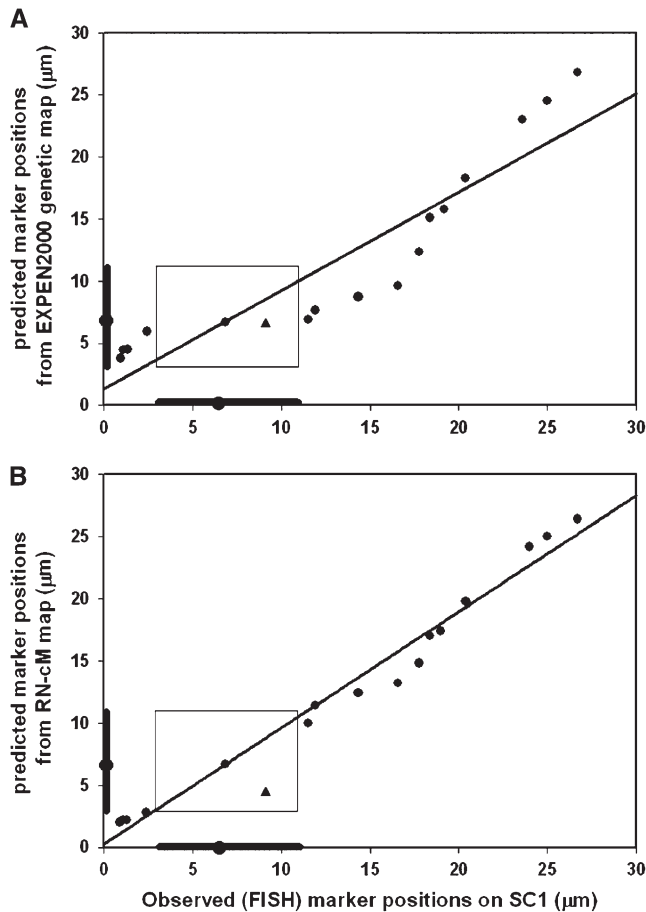 A
predicted marker positions
from EXPEN2000 genetic map (µm)
30
25
20
15
10
5
0
0 5 10 15 20 25 30
B
predicted marker positions
from RN-cM map (µm)
30
25
20
15
10
5
0
0 5 10 15 20 25 30
Observed (FISH) marker positions on SC1 (µm)